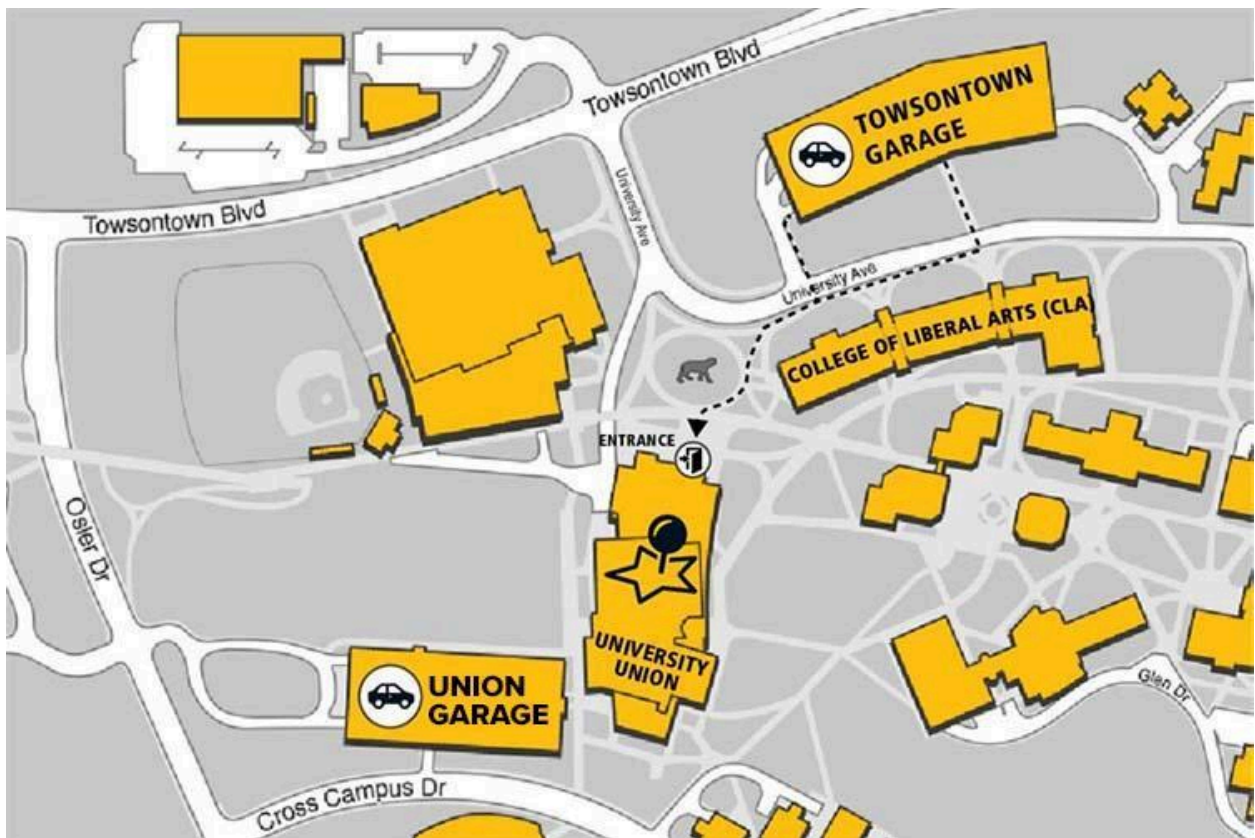 Towsontown Blvd
TOWSONTOWN
GARAGE
Towsontown Blvd
University Ave
University Ave
COLLEGE OF LIBERAL ARTS (CLA)
ENTRANCE
Osler Dr
UNIVERSITY
UNION
UNION
GARAGE
Glen Dr
Cross Campus Dr